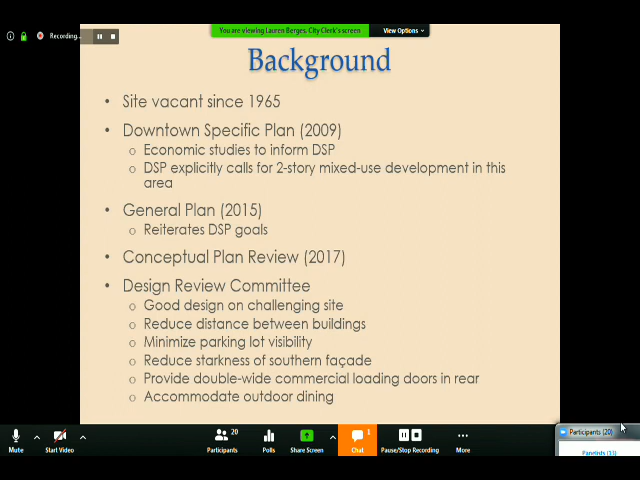 You are viewing Lauren Berges, City Clerk's screen
View Options
Recording...
Background
• Site vacant since 1965
• Downtown Specific Plan (2009)
o Economic studies to inform DSP
o DSP explicitly calls for 2-story mixed-use development in this
area
• General Plan (2015)
o Reiterates DSP goals
• Conceptual Plan Review (2017)
• Design Review Committee
o Good design on challenging site
o Reduce distance between buildings
o Minimize parking lot visibility
o Reduce starkness of southern façade
o Provide double-wide commercial loading doors in rear
o Accommodate outdoor dining
20
1
Mute
Start Video
Participants
Polls
Share Screen
Chat
Pause/Stop Recording
More
Participants (20)
Panelists (13)